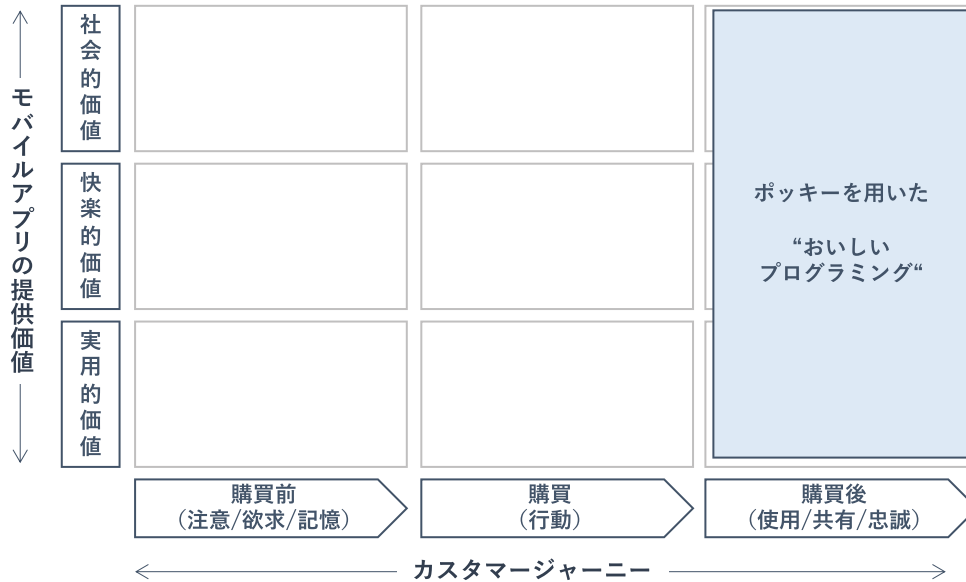 モバイルアプリの提供価値
社会的価値
快楽的価値
実用的価値
ポッキーを用いた
“おいしい
プログラミング“
購買前
（注意/欲求/記憶）
購買
（行動）
購買後
（使用/共有/忠誠）
カスタマージャーニー